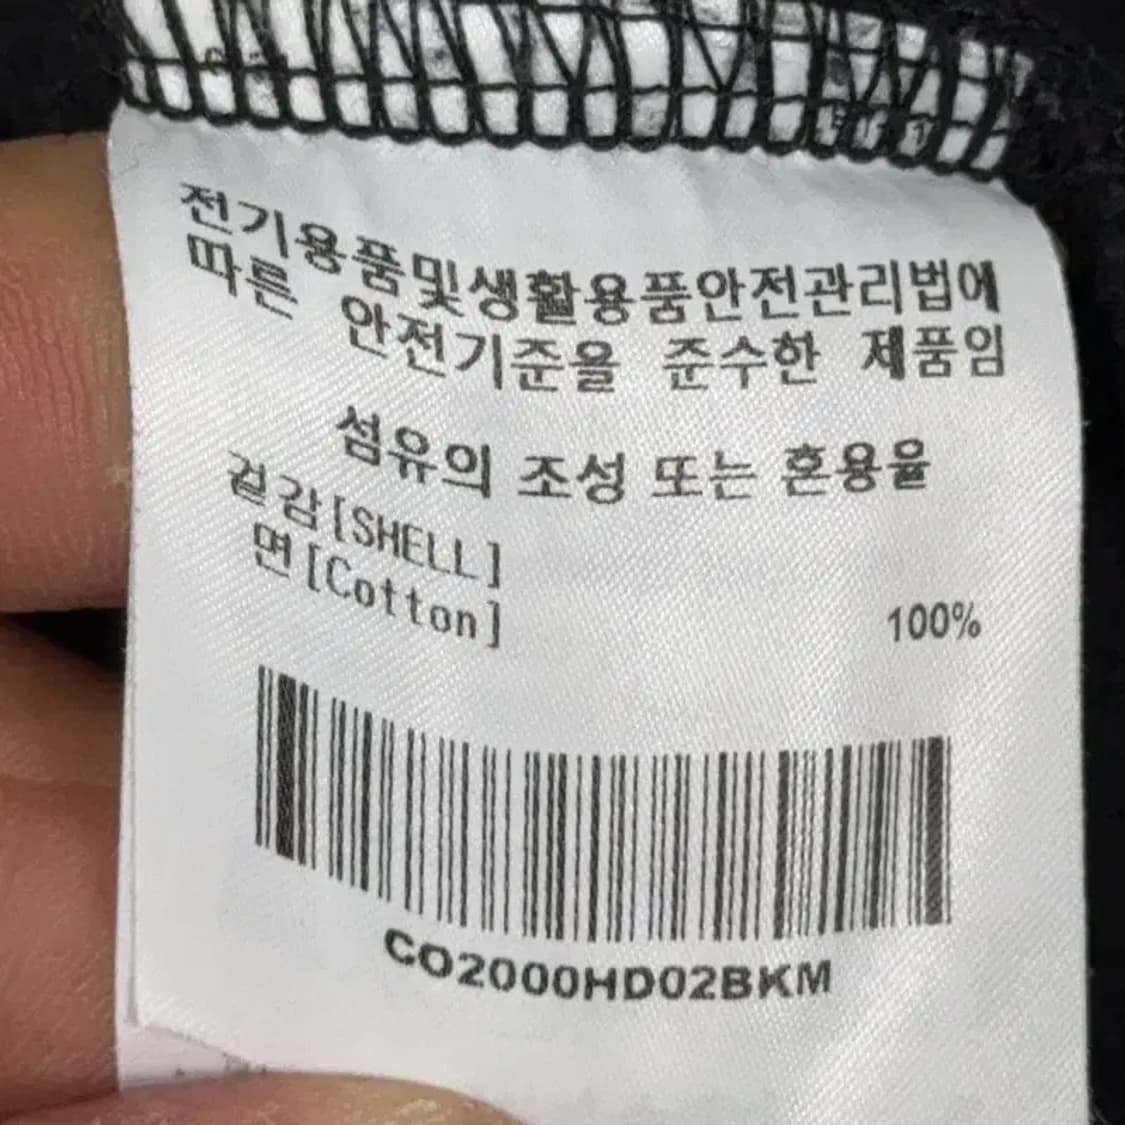 전기용품및생활용품안전관리법에
따른 안전기준을 준수한 제품임
섬유의 조성 또는 혼용율
겉감[SHELL]
면[Cotton] 100%
CO2000HD02BKM